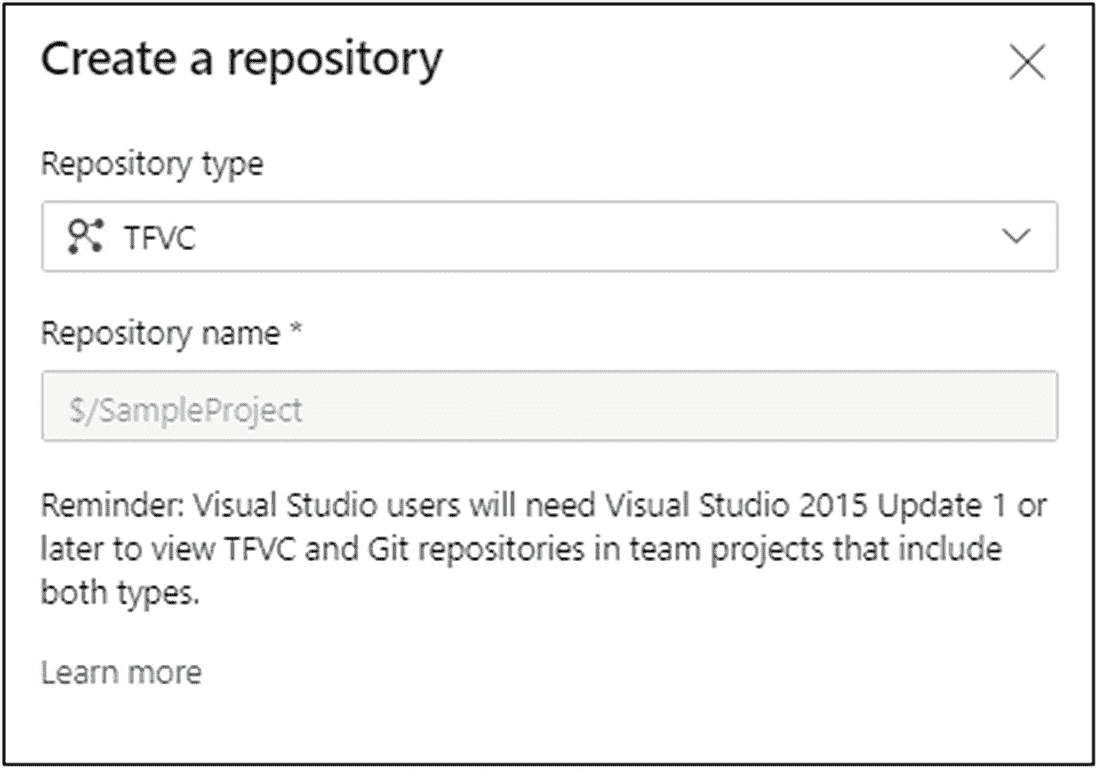 Create a repository
Repository type
TFVC
Repository name *
$/SampleProject
Reminder: Visual Studio users will need Visual Studio 2015 Update 1 or
later to view TFVC and Git repositories in team projects that include
both types.
Learn more